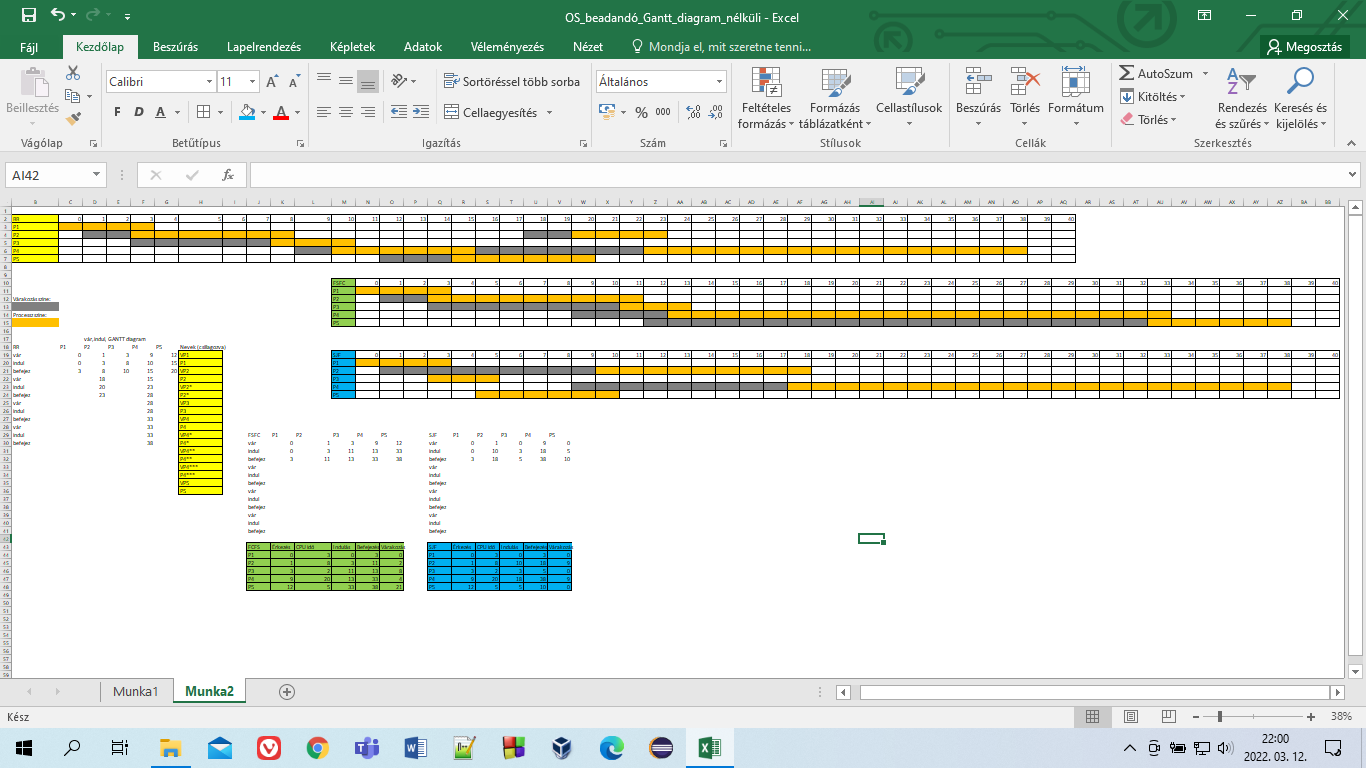 OS_beadandó_Gantt_diagram_nélküli - Excel
Fájl Kezdőlap Beszúrás Lapelrendezés Képletek Adatok Véleményezés Nézet Mondja el, mit szeretne tenni... Megosztás
Beillesztés
Vágólap
Calibri 11
F D A
Betűtípus
Sortöréssel több sorba
Cellaegyesítés
Igazítás
Általános
% 000
Szám
Feltételes formázás
Formázás táblázatként
Cellastílusok
Stílusok
Beszúrás Törlés Formátum
Cellák
AutoSzum
Kitöltés
Törlés
Rendezés és szűrés
Keresés és kijelölés
Szerkesztés
AI42
fx
RR 0 1 2 3 4 5 6 7 8 9 10 11 12 13 14 15 16 17 18 19 20 21 22 23 24 25 26 27 28 29 30 31 32 33 34 35 36 37 38 39 40
P1
P2
P3
P4
P5
FSFC 0 1 2 3 4 5 6 7 8 9 10 11 12 13 14 15 16 17 18 19 20 21 22 23 24 25 26 27 28 29 30 31 32 33 34 35 36 37 38 39 40
P1
P2
P3
P4
P5
Várakozás színe:
Processz színe:
vár,indul, GANTT diagram
RR P1 P2 P3 P4 P5 Nevek (csillagozva)
vár 0 1 3 9 12 VP1
indul 0 3 8 10 15 P1
befejez 3 8 10 15 20 VP2
vár 18 15 P2
indul 20 23 VP2*
befejez 23 28 P2*
vár 28 VP3
indul 28 P3
befejez 33 VP4
vár 33 P4
indul 33 VP4*
befejez 38 P4*
VP4**
P4**
VP4***
P4***
VP5
P5
SJF 0 1 2 3 4 5 6 7 8 9 10 11 12 13 14 15 16 17 18 19 20 21 22 23 24 25 26 27 28 29 30 31 32 33 34 35 36 37 38 39 40
P1
P2
P3
P4
P5
FSFC P1 P2 P3 P4 P5
vár 0 1 3 9 12
indul 0 3 11 13 33
befejez 3 11 13 33 38
vár
indul
befejez
vár
indul
befejez
vár
indul
befejez
SJF P1 P2 P3 P4 P5
vár 0 1 0 9 0
indul 0 10 3 18 5
befejez 3 18 5 38 10
vár
indul
befejez
vár
indul
befejez
vár
indul
befejez
FCFS Érkezés CPU idő Indulás Befejezés Várakozás
P1 0 3 0 3 0
P2 1 8 3 11 2
P3 3 2 11 13 8
P4 9 20 13 33 4
P5 12 5 33 38 21
SJF Érkezés CPU idő Indulás Befejezés Várakozás
P1 0 3 0 3 0
P2 1 8 10 18 9
P3 3 2 3 5 0
P4 9 20 18 38 9
P5 12 5 5 10 0
Munka1 Munka2
Kész
38%
22:00
2022. 03. 12.